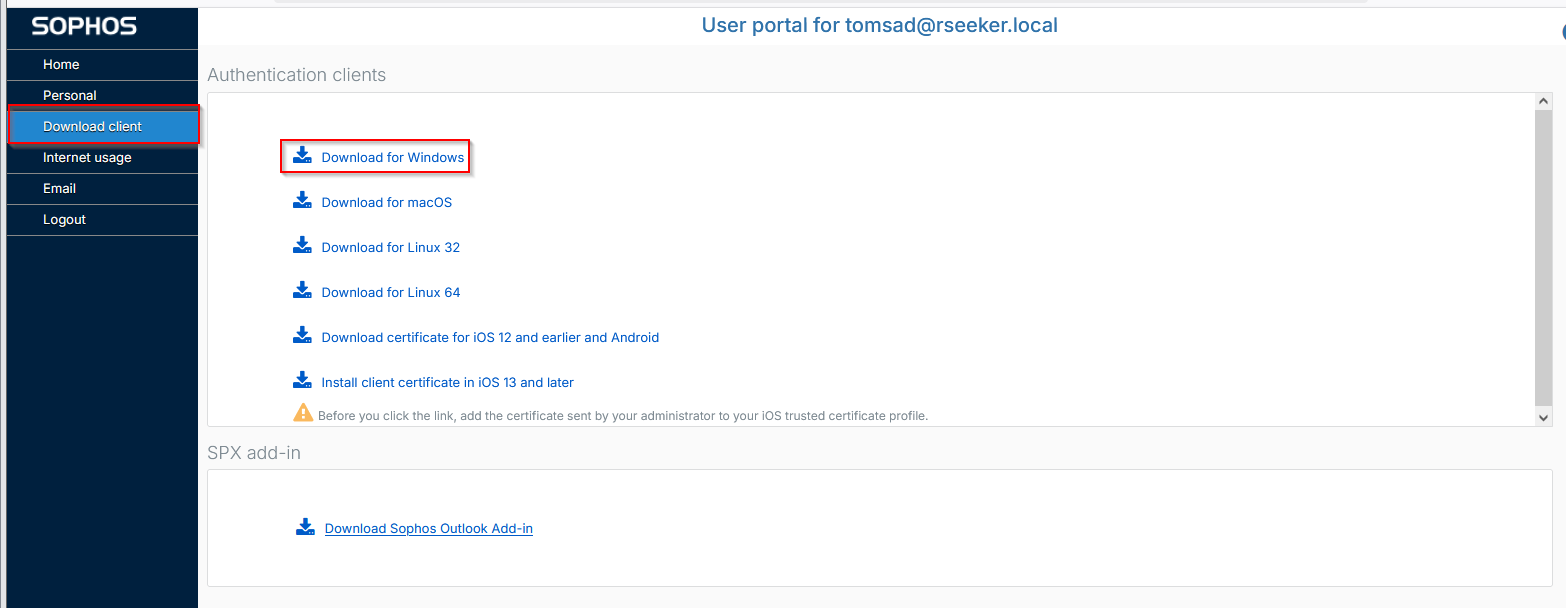 SOPHOS
User portal for tomsad@rseeker.local
Home
Personal
Download client
Internet usage
Email
Logout
Authentication clients
Download for Windows
Download for macOS
Download for Linux 32
Download for Linux 64
Download certificate for iOS 12 and earlier and Android
Install client certificate in iOS 13 and later
Before you click the link, add the certificate sent by your administrator to your iOS trusted certificate profile.
SPX add-in
Download Sophos Outlook Add-in